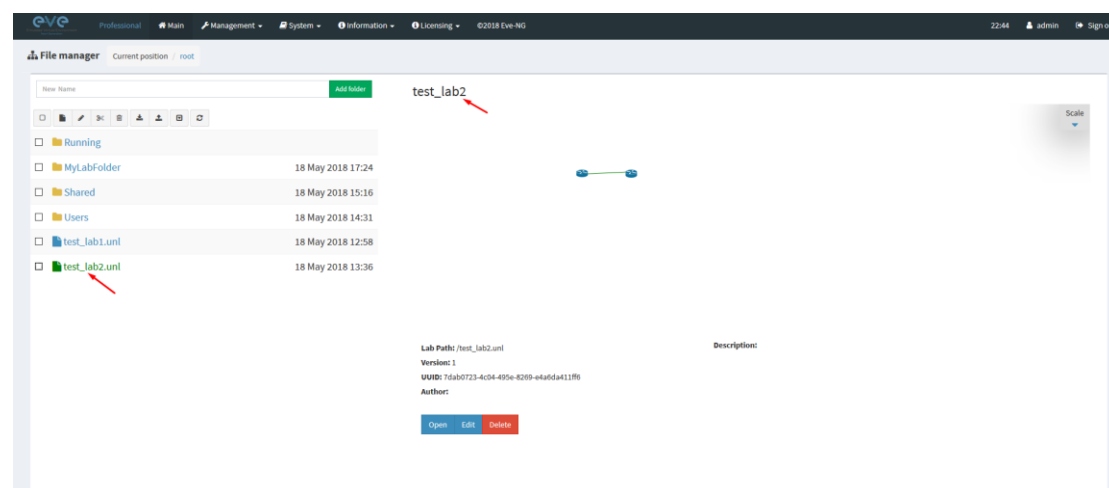 eve Professional Main Management System Information Licensing ©2018 Eve-NG 22:44 admin Sign o
File manager Current position / root
New Name Add folder
test_lab2
Scale
Running
MyLabFolder 18 May 2018 17:24
Shared 18 May 2018 15:16
Users 18 May 2018 14:31
test_lab1.unl 18 May 2018 12:58
test_lab2.unl 18 May 2018 13:36
Lab Path: /test_lab2.unl Description:
Version: 1
UUID: 7dab0723-4c04-495e-8269-e4a6da411ff6
Author:
Open Edit Delete